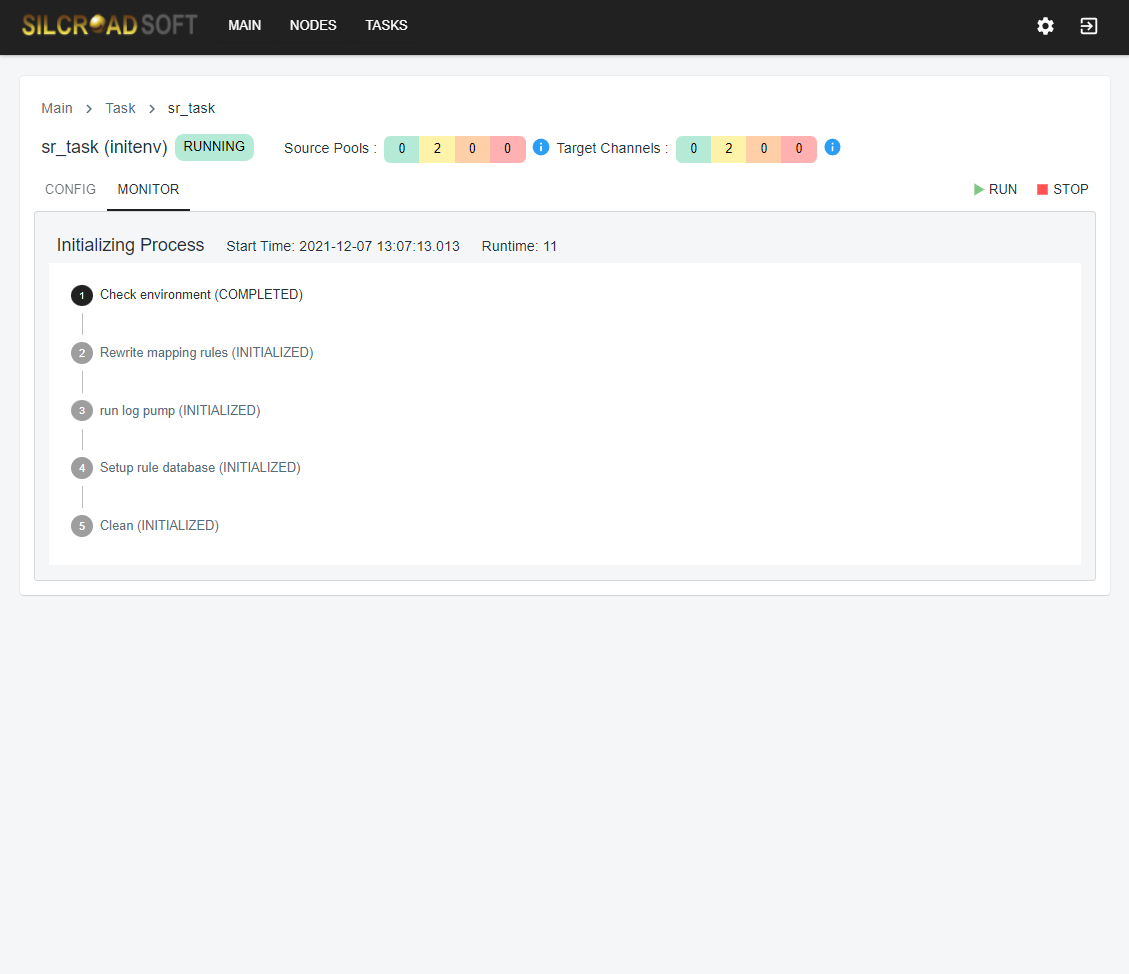 SILCROAD SOFT MAIN NODES TASKS
Main > Task > sr_task
sr_task (initenv) RUNNING Source Pools : 0 2 0 0 i Target Channels : 0 2 0 0 i
CONFIG MONITOR RUN STOP
Initializing Process Start Time: 2021-12-07 13:07:13.013 Runtime: 11
1 Check environment (COMPLETED)
2 Rewrite mapping rules (INITIALIZED)
3 run log pump (INITIALIZED)
4 Setup rule database (INITIALIZED)
5 Clean (INITIALIZED)